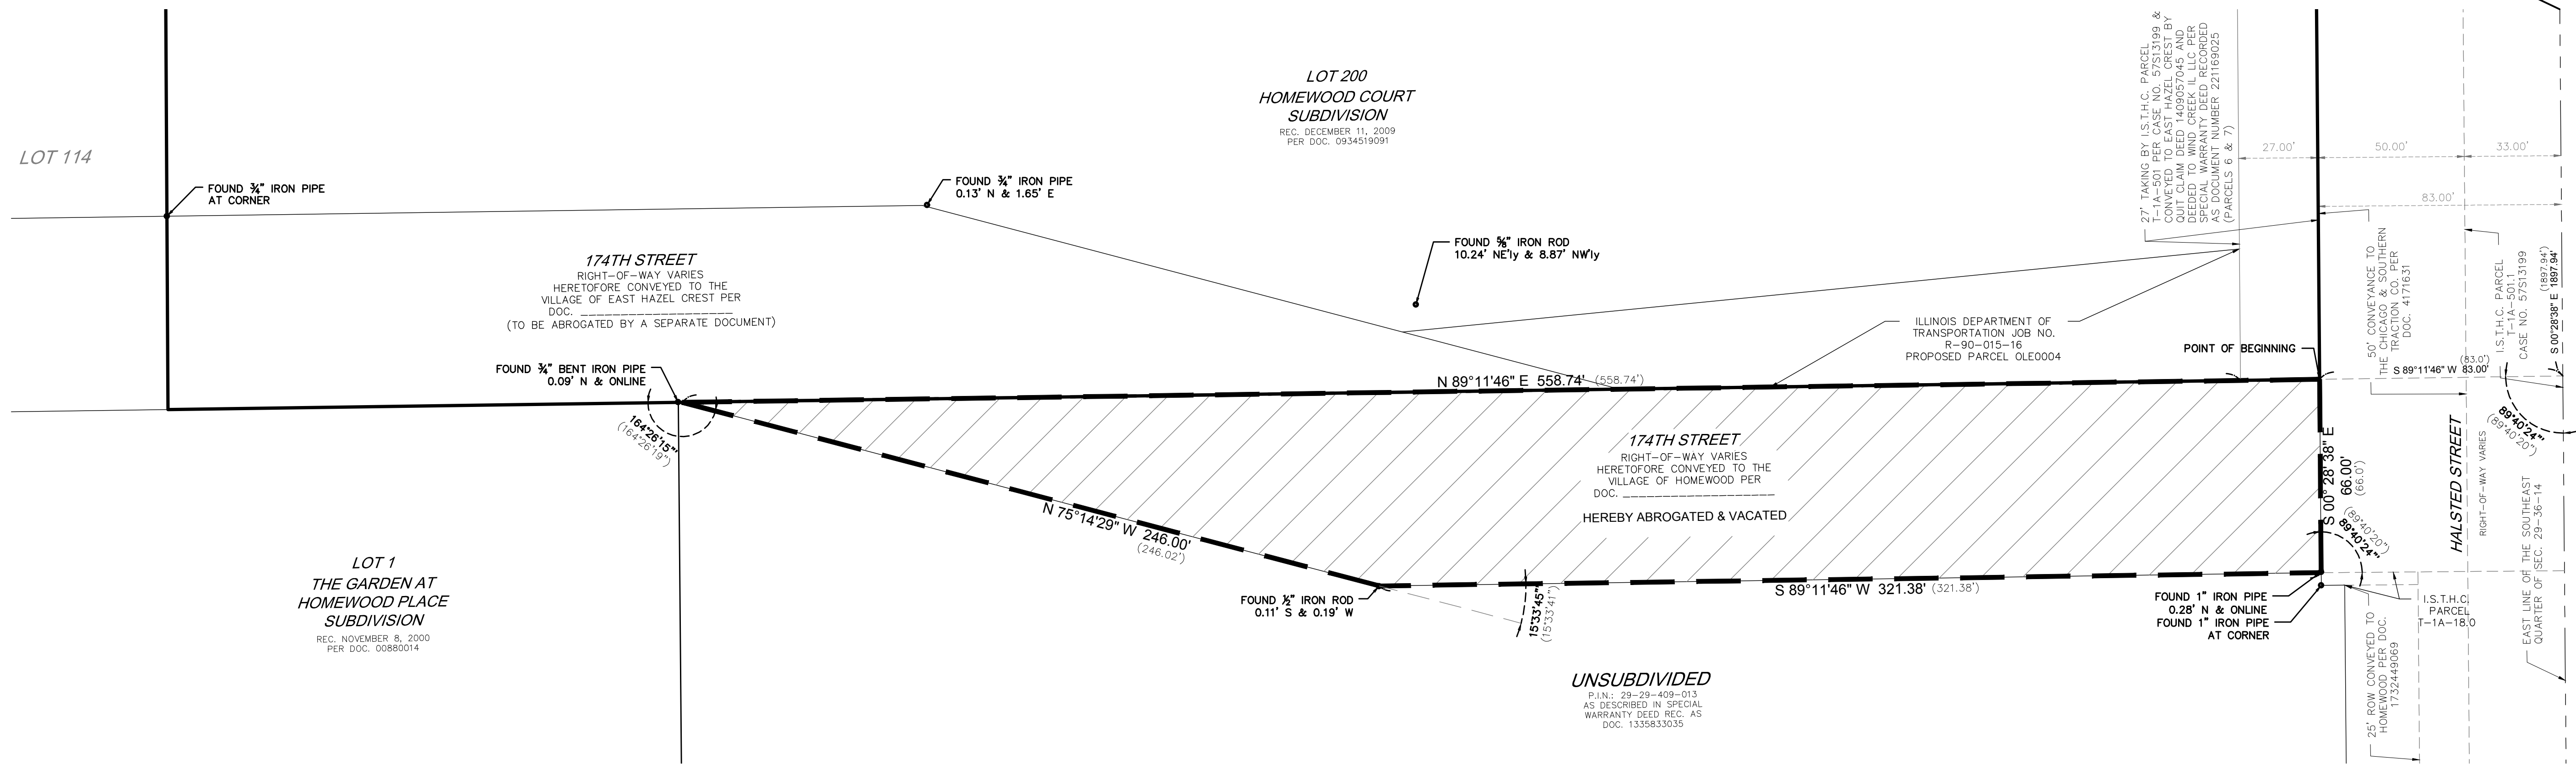 LOT 114
FOUND ¾" IRON PIPE
AT CORNER
LOT 200
HOMEWOOD COURT
SUBDIVISION
REC. DECEMBER 11, 2009
PER DOC. 0934519091
FOUND ¾" IRON PIPE
0.13' N & 1.65' E
FOUND ⅝" IRON ROD
10.24' NE'ly & 8.87' NW'ly
174TH STREET
RIGHT-OF-WAY VARIES
HERETOFORE CONVEYED TO THE
VILLAGE OF EAST HAZEL CREST PER
DOC. ___________________
(TO BE ABROGATED BY A SEPARATE DOCUMENT)
FOUND ¾" BENT IRON PIPE
0.09' N & ONLINE
164°26'15"
(164°26'19")
27' TAKING BY I.S.T.H.C. PARCEL
T-1A-501 PER CASE NO. 57S13199 &
CONVEYED TO EAST HAZEL CREST BY
QUIT CLAIM DEED 1409057045 AND
DEEDED TO WIND CREEK IL LLC PER
SPECIAL WARRANTY DEED RECORDED
AS DOCUMENT NUMBER 221169025
(PARCELS 6 & 7)
27.00'
50.00'
33.00'
83.00'
ILLINOIS DEPARTMENT OF
TRANSPORTATION JOB NO.
R-90-015-16
PROPOSED PARCEL OLE0004
POINT OF BEGINNING
50' CONVEYANCE TO
THE CHICAGO & SOUTHERN
TRACTION CO. PER
DOC. 41716​31
I.S.T.H.C. PARCEL
T-1A-501.1
CASE NO. 57S13199
(1897.94')
S 00°28'38" E 1897.94'
(83.0')
S 89°11'46" W 83.00'
89°40'24"
(89°40'20")
N 89°11'46" E 558.74' (558.74')
174TH STREET
RIGHT-OF-WAY VARIES
HERETOFORE CONVEYED TO THE
VILLAGE OF HOMEWOOD PER
DOC. ___________________
HEREBY ABROGATED & VACATED
S 00° 28' 38" E
66.00'
(66.0')
(89°40'20")
89°40'24"
HALSTED STREET
RIGHT-OF-WAY VARIES
EAST LINE OF THE SOUTHEAST
QUARTER OF SEC. 29-36-14
N 75°14'29" W 246.00'
(246.02')
FOUND ½" IRON ROD
0.11' S & 0.19' W
15°33'45"
(15°33'41")
S 89°11'46" W 321.38' (321.38')
FOUND 1" IRON PIPE
0.28' N & ONLINE
FOUND 1" IRON PIPE
AT CORNER
I.S.T.H.C.
PARCEL
T-1A-18.0
25' ROW CONVEYED TO
HOMEWOOD PER DOC.
1732449069
LOT 1
THE GARDEN AT
HOMEWOOD PLACE
SUBDIVISION
REC. NOVEMBER 8, 2000
PER DOC. 00880014
UNSUBDIVIDED
P.I.N.: 29-29-409-013
AS DESCRIBED IN SPECIAL
WARRANTY DEED REC. AS
DOC. 1335833035